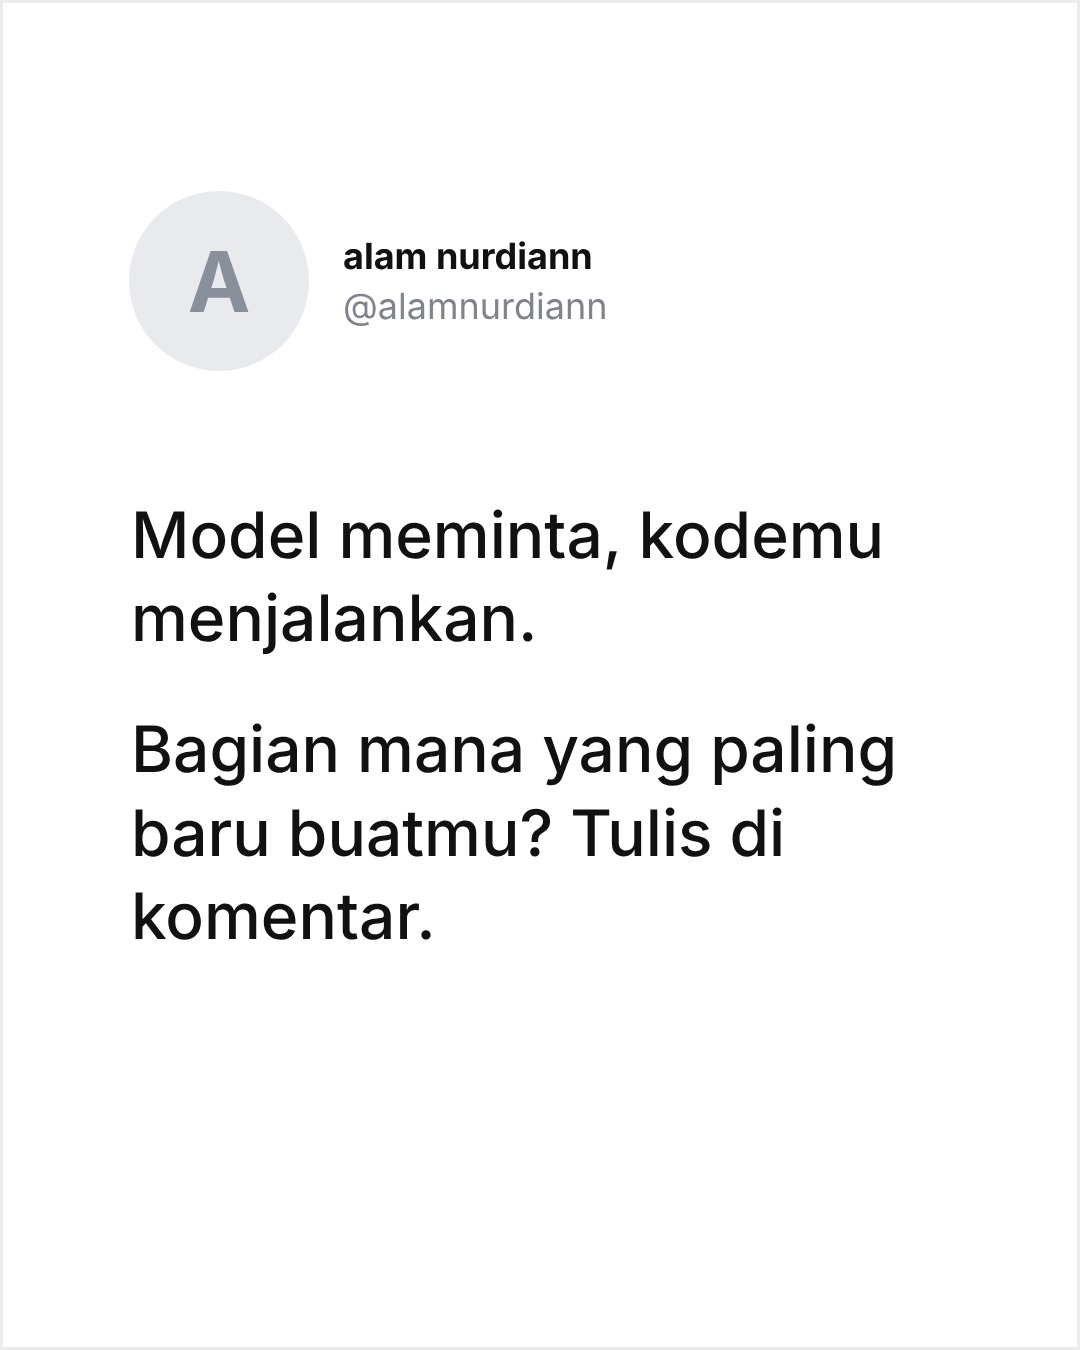 A
alam nurdiann
@alamnurdiann
Model meminta, kodemu
menjalankan.
Bagian mana yang paling
baru buatmu? Tulis di
komentar.